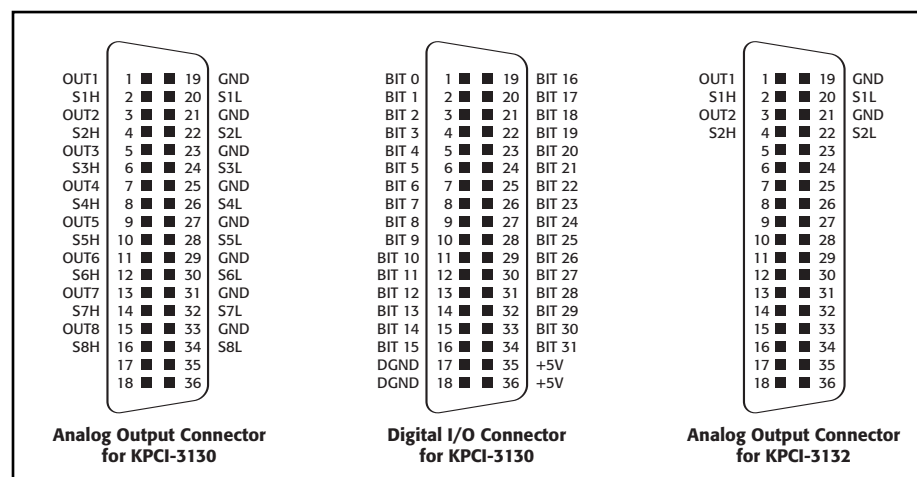 OUT1 1 19 GND
S1H 2 20 S1L
OUT2 3 21 GND
S2H 4 22 S2L
OUT3 5 23 GND
S3H 6 24 S3L
OUT4 7 25 GND
S4H 8 26 S4L
OUT5 9 27 GND
S5H 10 28 S5L
OUT6 11 29 GND
S6H 12 30 S6L
OUT7 13 31 GND
S7H 14 32 S7L
OUT8 15 33 GND
S8H 16 34 S8L
17 35
18 36
Analog Output Connector
for KPCI-3130
BIT 0 1 19 BIT 16
BIT 1 2 20 BIT 17
BIT 2 3 21 BIT 18
BIT 3 4 22 BIT 19
BIT 4 5 23 BIT 20
BIT 5 6 24 BIT 21
BIT 6 7 25 BIT 22
BIT 7 8 26 BIT 23
BIT 8 9 27 BIT 24
BIT 9 10 28 BIT 25
BIT 10 11 29 BIT 26
BIT 11 12 30 BIT 27
BIT 12 13 31 BIT 28
BIT 13 14 32 BIT 29
BIT 14 15 33 BIT 30
BIT 15 16 34 BIT 31
DGND 17 35 +5V
DGND 18 36 +5V
Digital I/O Connector
for KPCI-3130
OUT1 1 19 GND
S1H 2 20 S1L
OUT2 3 21 GND
S2H 4 22 S2L
5 23
6 24
7 25
8 26
9 27
10 28
11 29
12 30
13 31
14 32
15 33
16 34
17 35
18 36
Analog Output Connector
for KPCI-3132